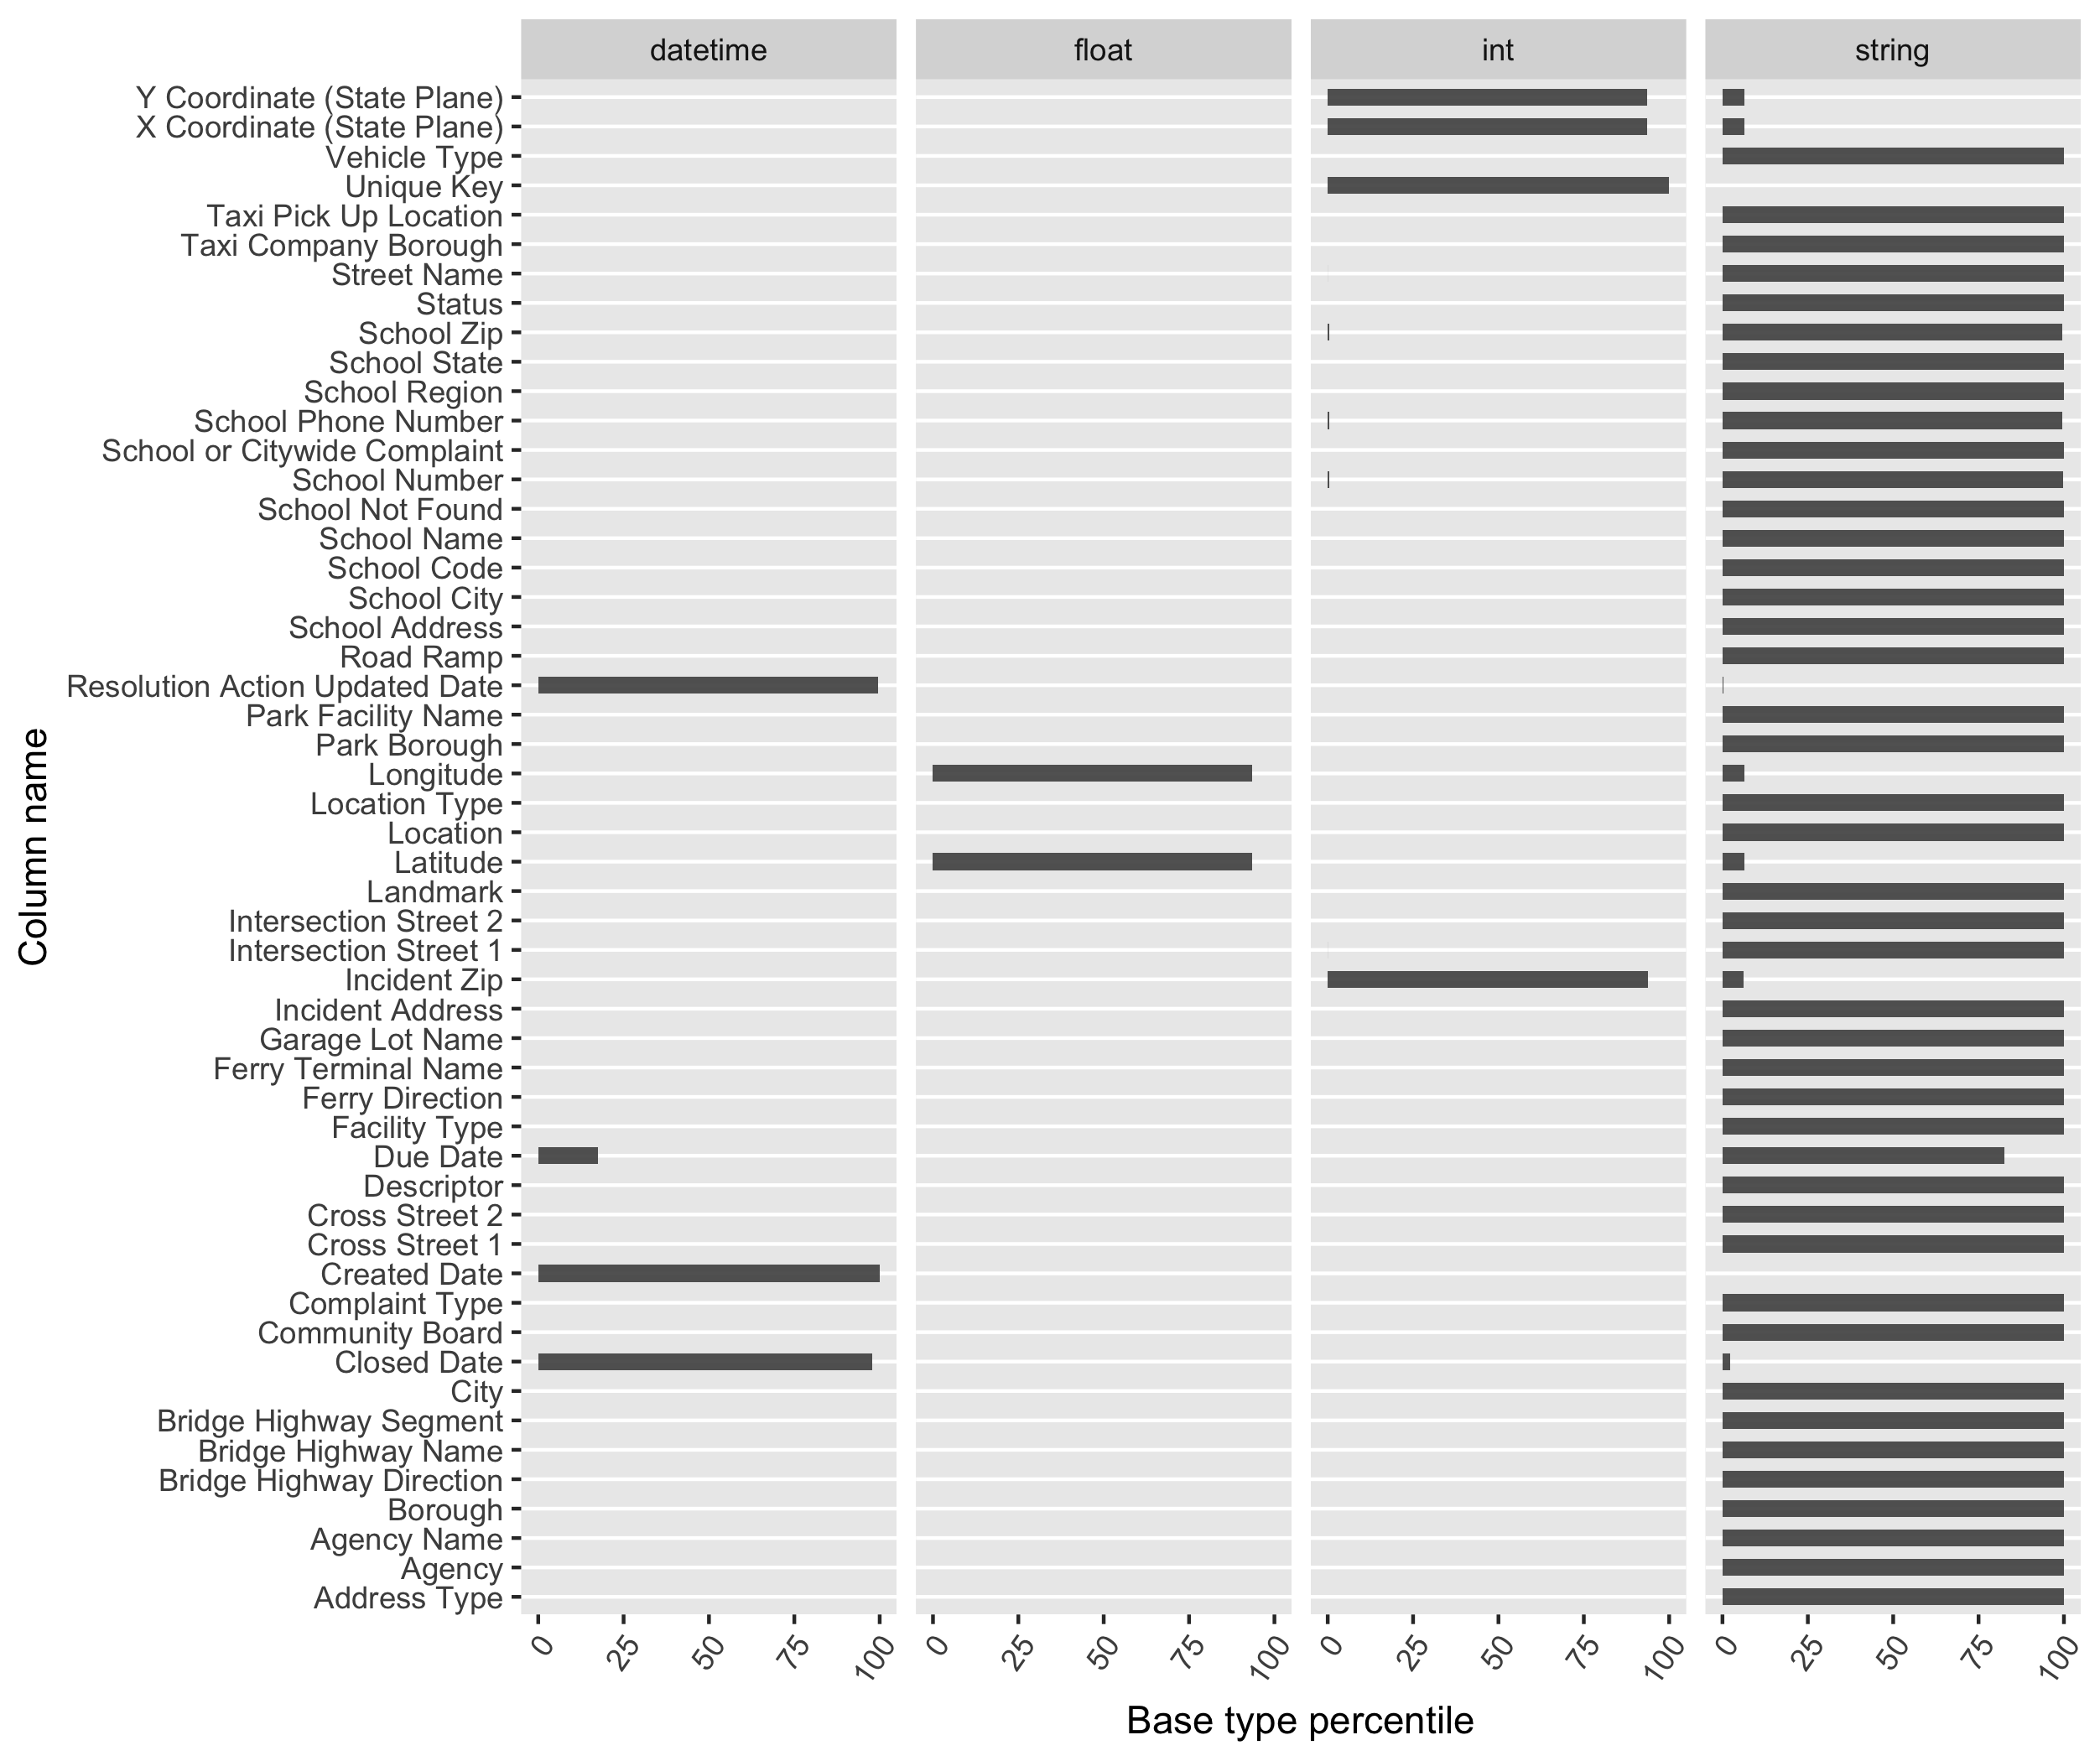 datetime float int string
Y Coordinate (State Plane)
X Coordinate (State Plane)
Vehicle Type
Unique Key
Taxi Pick Up Location
Taxi Company Borough
Street Name
Status
School Zip
School State
School Region
School Phone Number
School or Citywide Complaint
School Number
School Not Found
School Name
School Code
School City
School Address
Road Ramp
Resolution Action Updated Date
Park Facility Name
Park Borough
Longitude
Location Type
Location
Latitude
Landmark
Intersection Street 2
Intersection Street 1
Incident Zip
Incident Address
Garage Lot Name
Ferry Terminal Name
Ferry Direction
Facility Type
Due Date
Descriptor
Cross Street 2
Cross Street 1
Created Date
Complaint Type
Community Board
Closed Date
City
Bridge Highway Segment
Bridge Highway Name
Bridge Highway Direction
Borough
Agency Name
Agency
Address Type
Column name
0 25 50 75 100 0 25 50 75 100 0 25 50 75 100 0 25 50 75 100
Base type percentile